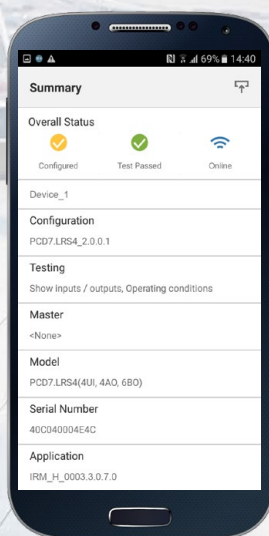 69% 14:40
Summary
Overall Status
Configured Test Passed Online
Device_1
Configuration
PCD7.LRS4_2.0.0.1
Testing
Show inputs / outputs, Operating conditions
Master
<None>
Model
PCD7.LRS4(4UI, 4AO, 6BO)
Serial Number
40C040004E4C
Application
IRM_H_0003.3.0.7.0